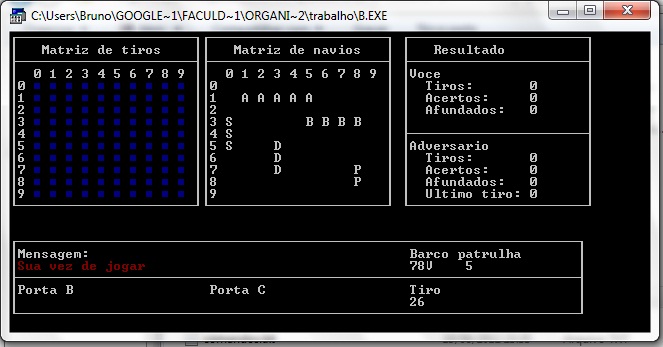 C:\Users\Bruno\GOOGLE~1\FACULD~1\ORGANI~2\trabalho\B.EXE
Matriz de tiros
0 1 2 3 4 5 6 7 8 9
0
1
2
3
4
5
6
7
8
9
Matriz de navios
0 1 2 3 4 5 6 7 8 9
0
1 A A A A A
2
3 S B B B B
4 S
5 S D
6 D
7 D P
8 P
9
Resultado
Voce
Tiros: 0
Acertos: 0
Afundados: 0
Adversario
Tiros: 0
Acertos: 0
Afundados: 0
Ultimo tiro: 0
Mensagem:
Sua vez de jogar
Barco patrulha
78V 5
Porta B
Porta C
Tiro
26